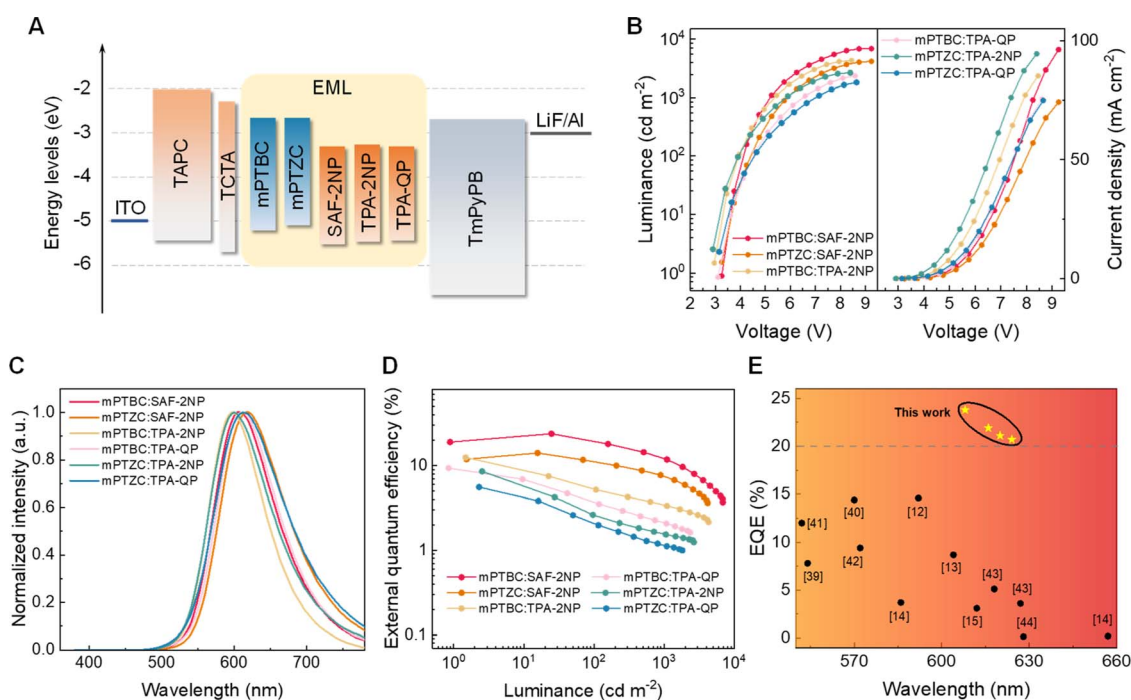 A
Energy levels (eV)
-2
-3
-4
-5
-6
ITO
TAPC
TCTA
EML
mPTBC
mPTZC
SAF-2NP
TPA-2NP
TPA-QP
TmPyPB
LiF/Al
B
Luminance (cd m-2)
10⁴
10³
10²
10¹
10⁰
mPTBC:SAF-2NP
mPTZC:SAF-2NP
mPTBC:TPA-2NP
2 3 4 5 6 7 8 9
Voltage (V)
mPTBC:TPA-QP
mPTZC:TPA-2NP
mPTZC:TPA-QP
3 4 5 6 7 8 9
Voltage (V)
100
50
0
Current density (mA cm-2)
C
Normalized intensity (a.u.)
1.0
0.8
0.6
0.4
0.2
0.0
mPTBC:SAF-2NP
mPTZC:SAF-2NP
mPTBC:TPA-2NP
mPTBC:TPA-QP
mPTZC:TPA-2NP
mPTZC:TPA-QP
400 500 600 700
Wavelength (nm)
D
External quantum efficiency (%)
100
10
1
0.1
mPTBC:SAF-2NP mPTBC:TPA-QP
mPTZC:SAF-2NP mPTZC:TPA-2NP
mPTBC:TPA-2NP mPTZC:TPA-QP
10⁰ 10¹ 10² 10³ 10⁴
Luminance (cd m-2)
E
EQE (%)
25
20
15
10
5
0
This work
[41]
[40]
[12]
[39]
[42]
[13]
[43]
[43]
[14]
[15]
[44]
[14]
570 600 630 660
Wavelength (nm)